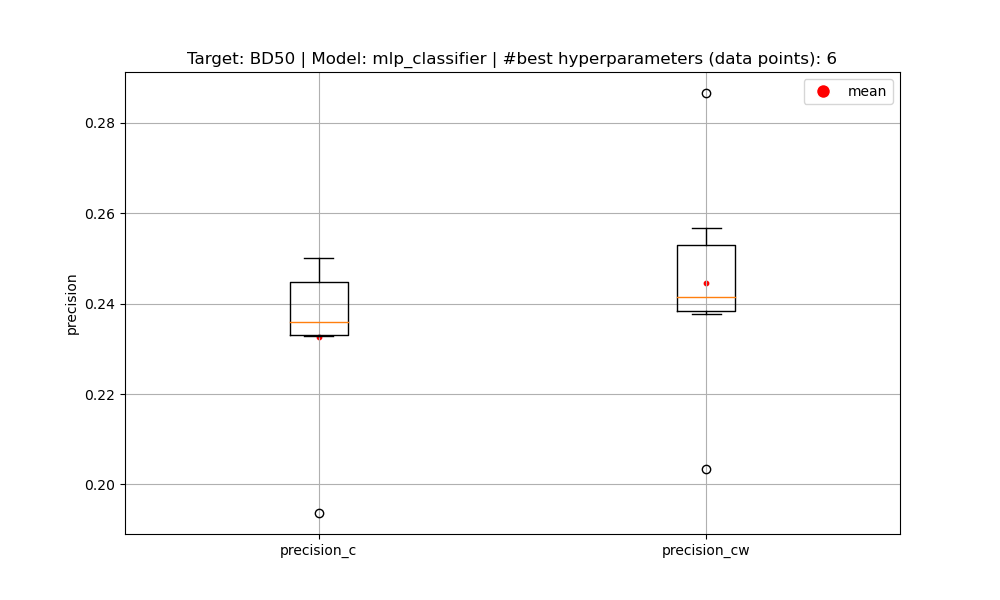 Target: BD50 | Model: mlp_classifier | #best hyperparameters (data points): 6
mean
0.28
0.26
0.24
0.22
0.20
precision
precision_c
precision_cw